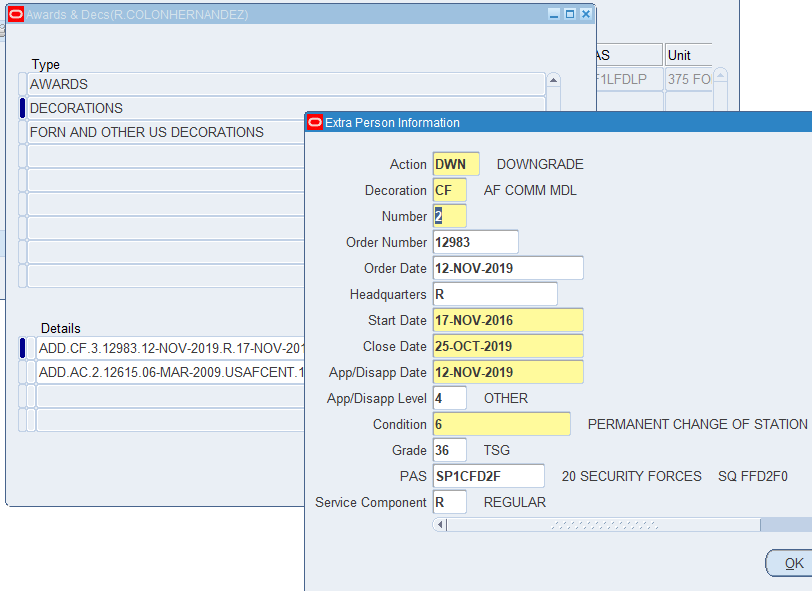 Awards & Decs(R.COLONHERNANDEZ)
AS Unit
F1LFDLP 375 FO
Type
AWARDS
DECORATIONS
FORN AND OTHER US DECORATIONS
Details
ADD.CF.3.12983.12-NOV-2019.R.17-NOV-201
ADD.AC.2.12615.06-MAR-2009.USAFCENT.1
Extra Person Information
Action DWN DOWNGRADE
Decoration CF AF COMM MDL
Number 2
Order Number 12983
Order Date 12-NOV-2019
Headquarters R
Start Date 17-NOV-2016
Close Date 25-OCT-2019
App/Disapp Date 12-NOV-2019
App/Disapp Level 4 OTHER
Condition 6 PERMANENT CHANGE OF STATION
Grade 36 TSG
PAS SP1CFD2F 20 SECURITY FORCES SQ FFD2F0
Service Component R REGULAR
OK